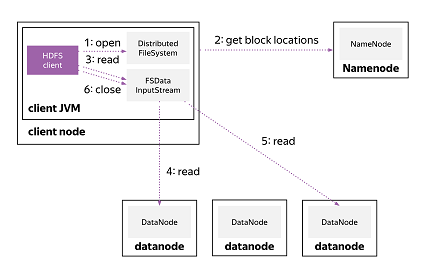 1: open
Distributed
FileSystem
2: get block locations
NameNode
Namenode
HDFS
client
3: read
6: close
FSData
InputStream
client JVM
client node
5: read
4: read
DataNode
datanode
DataNode
datanode
DataNode
datanode